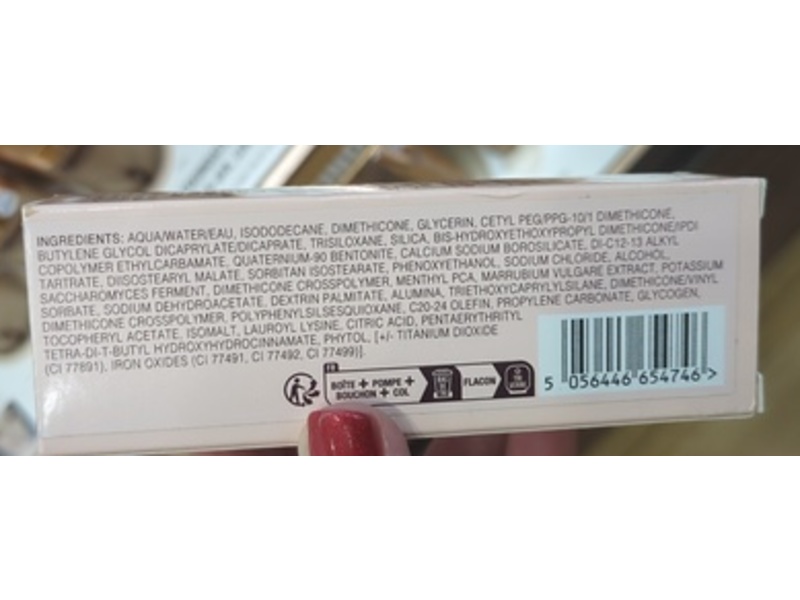 INGREDIENTS: AQUA/WATER/EAU, ISODODECANE, DIMETHICONE, GLYCERIN, CETYL PEG/PPG-10/1 DIMETHICONE,
BUTYLENE GLYCOL DICAPRYLATE/DICAPRATE, TRISILOXANE, SILICA, BIS-HYDROXYETHOXYPROPYL DIMETHICONE/IPDI
COPOLYMER ETHYLCARBAMATE, QUATERNIUM-90 BENTONITE, CALCIUM SODIUM BOROSILICATE, DI-C12-13 ALKYL
TARTRATE, DIISOSTEARYL MALATE, SORBITAN ISOSTEARATE, PHENOXYETHANOL, SODIUM CHLORIDE, ALCOHOL,
SACCHAROMYCES FERMENT, DIMETHICONE CROSSPOLYMER, MENTHYL PCA, MARRUBIUM VULGARE EXTRACT, POTASSIUM
SORBATE, SODIUM DEHYDROACETATE, DEXTRIN PALMITATE, ALUMINA, TRIETHOXYCAPRYLYLSILANE, DIMETHICONE/VINYL
DIMETHICONE CROSSPOLYMER, POLYPHENYLSILSESQUIOXANE, C20-24 OLEFIN, PROPYLENE CARBONATE, GLYCOGEN,
TOCOPHERYL ACETATE, ISOMALT, LAUROYL LYSINE, CITRIC ACID, PENTAERYTHRITYL
TETRA-DI-T-BUTYL HYDROXYHYDROCINNAMATE, PHYTOL. [+/- TITANIUM DIOXIDE
(CI 77891), IRON OXIDES (CI 77491, CI 77492, CI 77499)].
FR
BOÎTE + POMPE +
BOUCHON + COL
FLACON
5 056446 654746 >